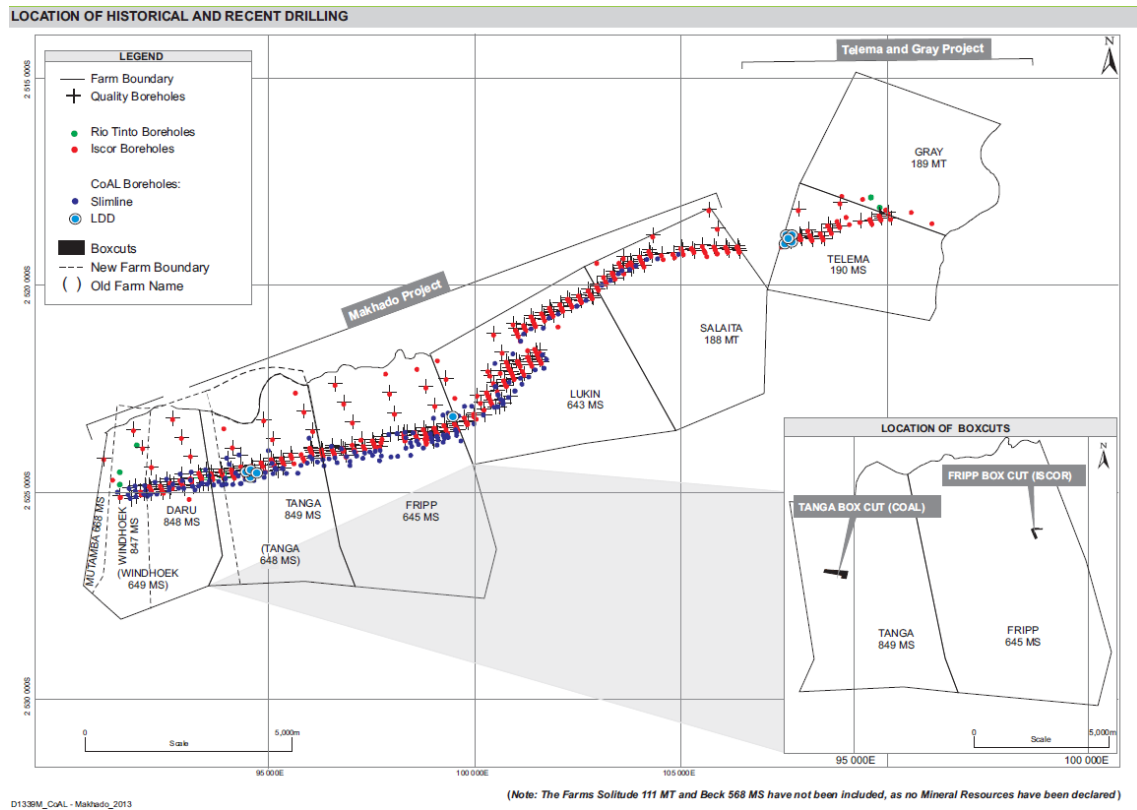 LOCATION OF HISTORICAL AND RECENT DRILLING
Telema and Gray Project
N
LEGEND
Farm Boundary
Quality Boreholes
Rio Tinto Boreholes
Iscor Boreholes
CoAL Boreholes:
Slimline
LDD
Boxcuts
New Farm Boundary
( ) Old Farm Name
2 515 000S
2 520 000S
2 525 000S
2 530 000S
GRAY
189 MT
TELEMA
190 MS
Makhado Project
SALAITA
188 MT
LUKIN
643 MS
FRIPP
645 MS
TANGA
849 MS
(TANGA
648 MS)
DARU
848 MS
WINDHOEK
847 MS
(WINDHOEK
649 MS)
MUTAMBA 668 MS
LOCATION OF BOXCUTS
N
FRIPP BOX CUT (ISCOR)
TANGA BOX CUT (COAL)
TANGA
849 MS
FRIPP
645 MS
0 5,000m
Scale
95 000E 100 000E
0 5,000m
Scale
95 000E 100 000E 105 000E
(Note: The Farms Solitude 111 MT and Beck 568 MS have not been included, as no Mineral Resources have been declared )
D1339M_CoAL - Makhado_2013